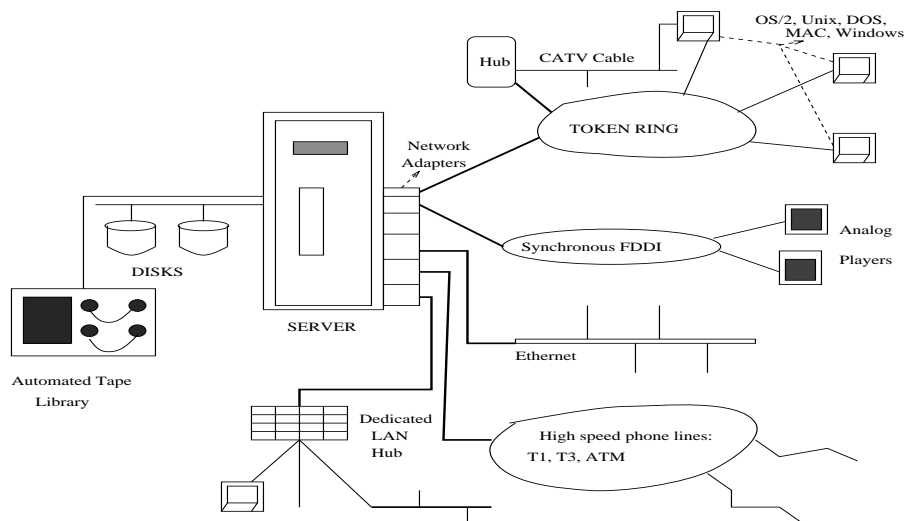 OS/2, Unix, DOS,
MAC, Windows
Hub
CATV Cable
TOKEN RING
Network
Adapters
Analog
Players
Synchronous FDDI
DISKS
SERVER
Ethernet
Automated Tape
Library
Dedicated
LAN
Hub
High speed phone lines:
T1, T3, ATM